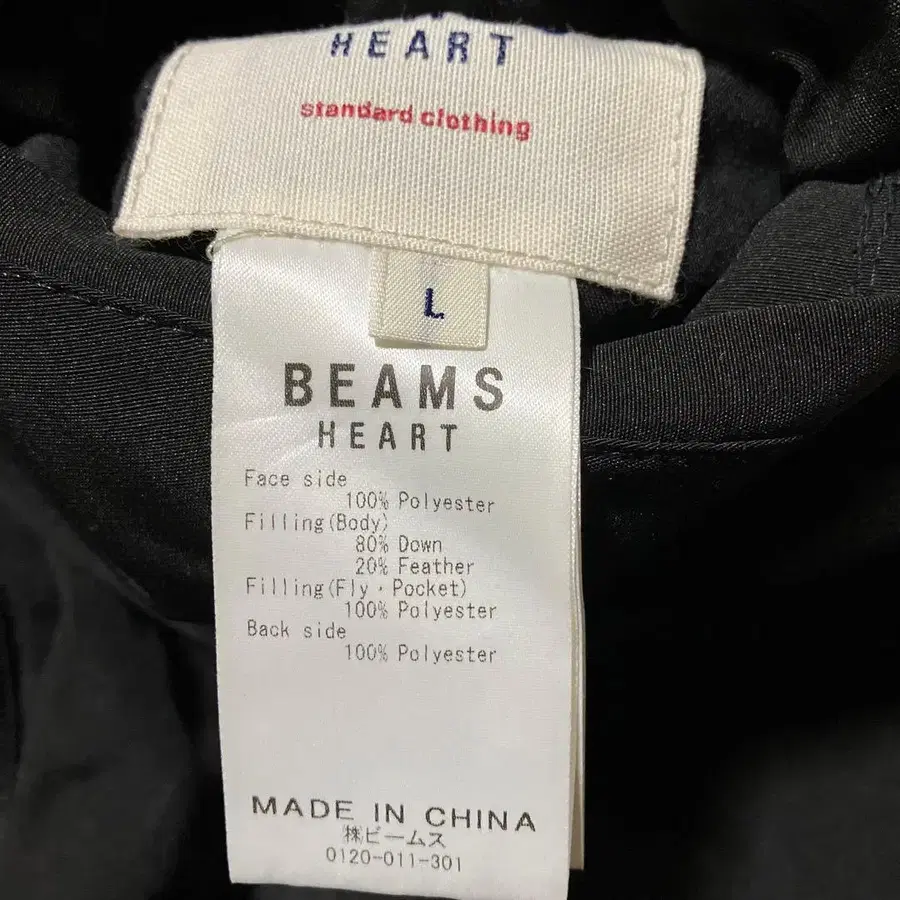 HEART
standard clothing
L
BEAMS
HEART
Face side
100% Polyester
Filling(Body)
80% Down
20% Feather
Filling(Fly・Pocket)
100% Polyester
Back side
100% Polyester
MADE IN CHINA
㈱ビームス
0120-011-301